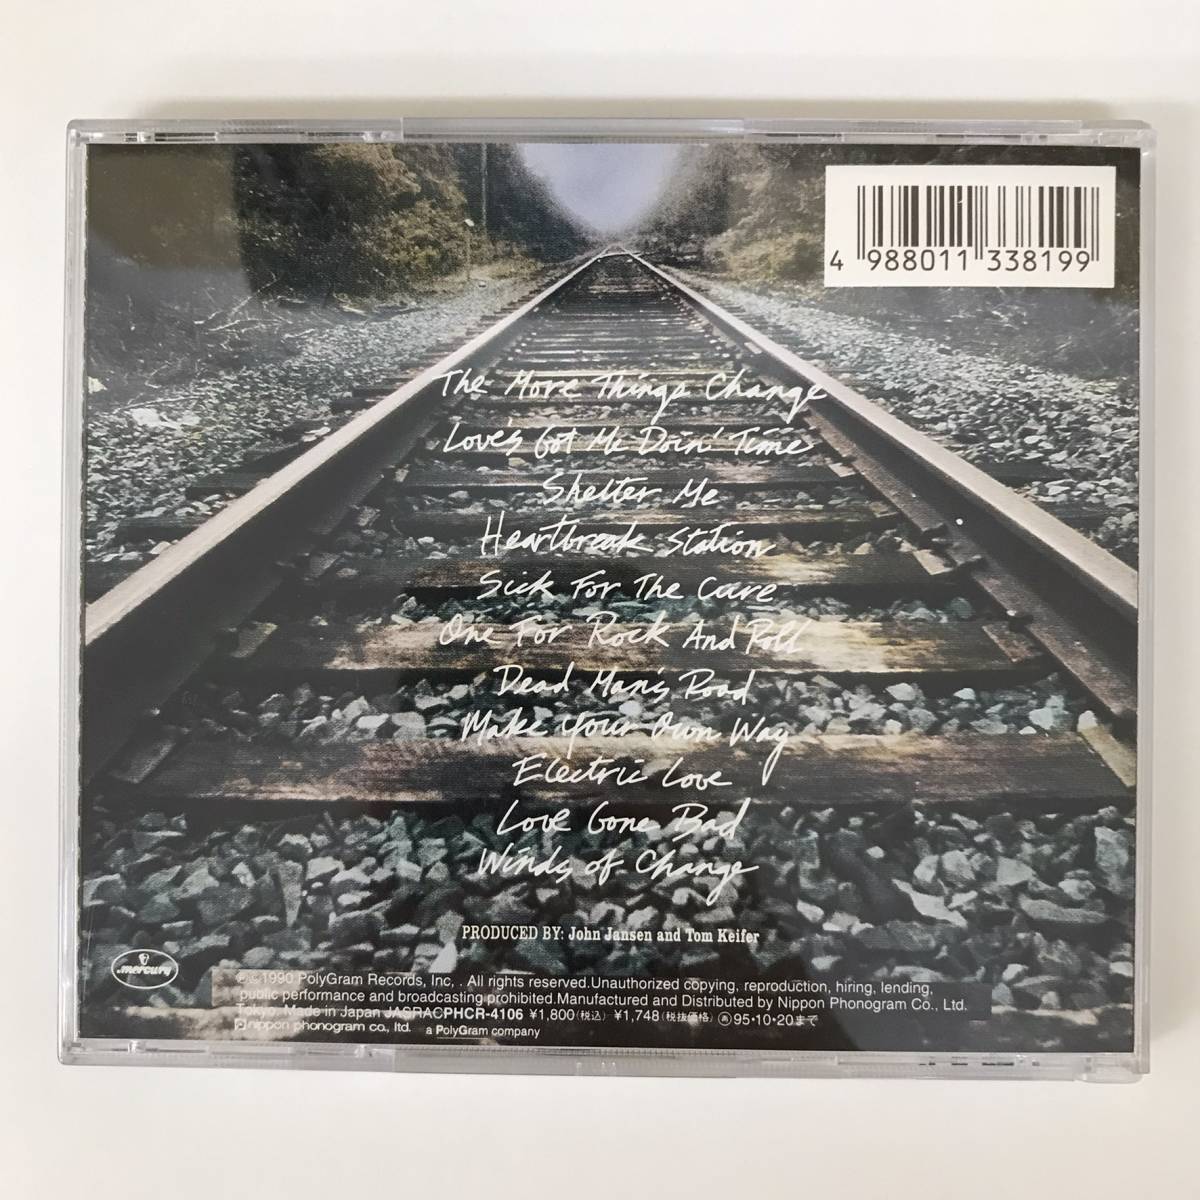 4 988011 338199
The More Things Change
Love's Got Me Doin' Time
Shelter Me
Heartbreak Station
Sick For The Cure
One For Rock And Roll
Dead Man's Road
Make Your Own Way
Electric Love
Love Gone Bad
Winds of Change
PRODUCED BY: John Jansen and Tom Keifer
mercury
℗©1990 PolyGram Records, Inc, . All rights reserved.Unauthorized copying, reproduction, hiring, lending,
public performance and broadcasting prohibited.Manufactured and Distributed by Nippon Phonogram Co., Ltd.
Tokyo, Made in Japan JASRAC PHCR-4106 ¥1,800(税込) ¥1,748(税抜価格) Ⓐ95・10・20まで
nippon phonogram co., ltd. a PolyGram company